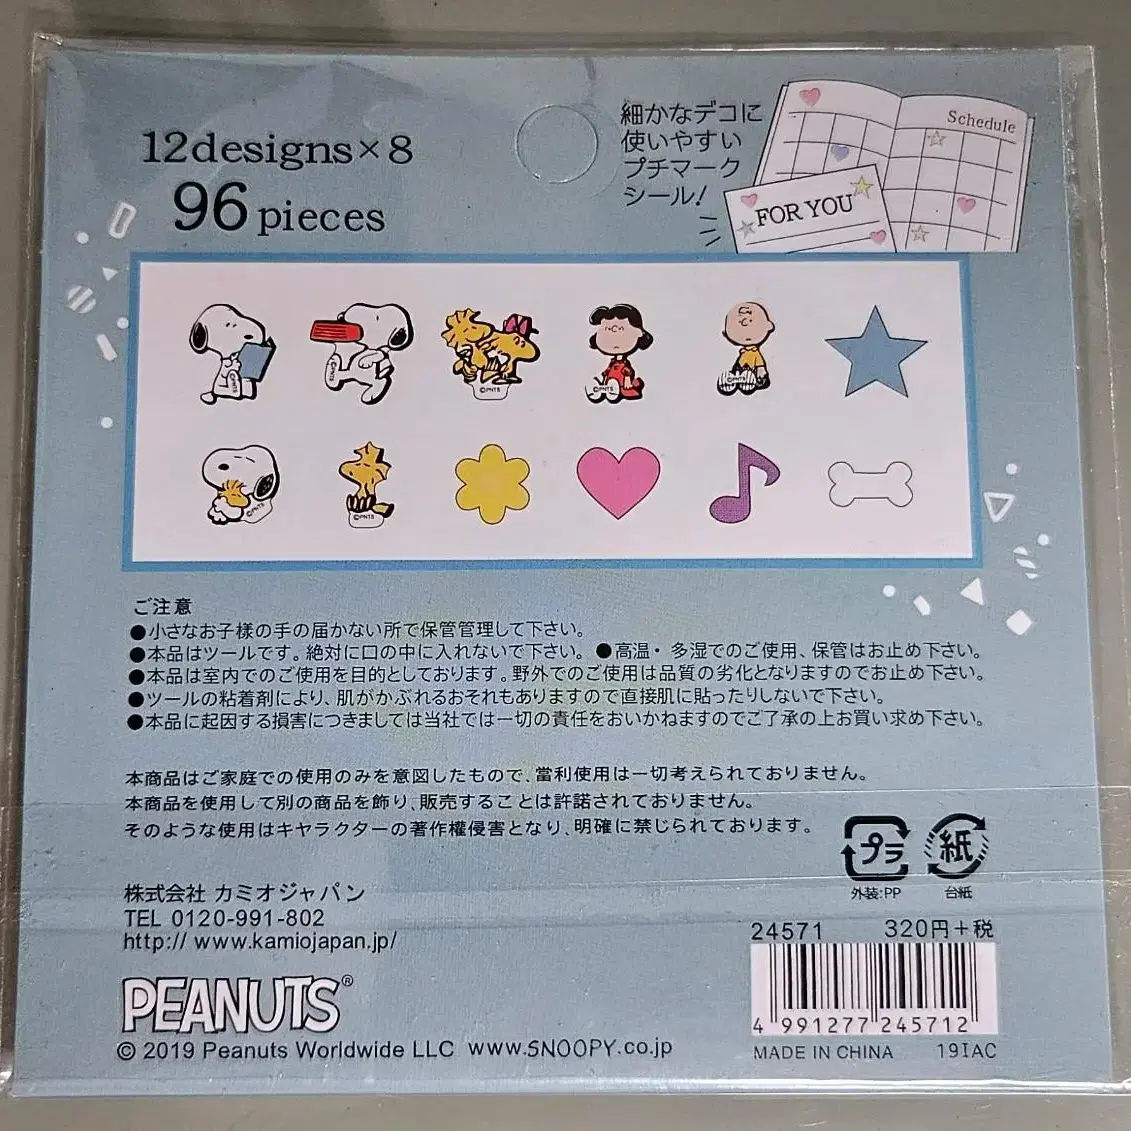 12designs×8
96 pieces
細かなデコに
使いやすい
プチマーク
シール!
Schedule
FOR YOU
©PNTS
©PNTS
©PNTS
©PNTS
©PNTS
©PNTS
©PNTS
ご注意
●小さなお子様の手の届かない所で保管管理して下さい。
●本品はツールです。絶対に口の中に入れないで下さい。 ●高温・多湿でのご使用、保管はお止め下さい。
●本品は室内でのご使用を目的としております。野外でのご使用は品質の劣化となりますのでお止め下さい。
●ツールの粘着剤により、肌がかぶれるおそれもありますので直接肌に貼ったりしないで下さい。
●本品に起因する損害につきましては当社では一切の責任をおいかねますのでご了承の上お買い求め下さい。
本商品はご家庭での使用のみを意図したもので、當利使用は一切考えられておりません。
本商品を使用して別の商品を飾り、販売することは許諾されておりません。
そのような使用はキャラクターの著作權侵害となり、明確に禁じられております。
プラ
紙
外装:PP
台紙
株式会社 カミオジャパン
TEL 0120-991-802
http:// www.kamiojapan.jp/
24571
320円+税
4 991277 245712
PEANUTS®
© 2019 Peanuts Worldwide LLC www.SNOOPY.co.jp
MADE IN CHINA
19IAC